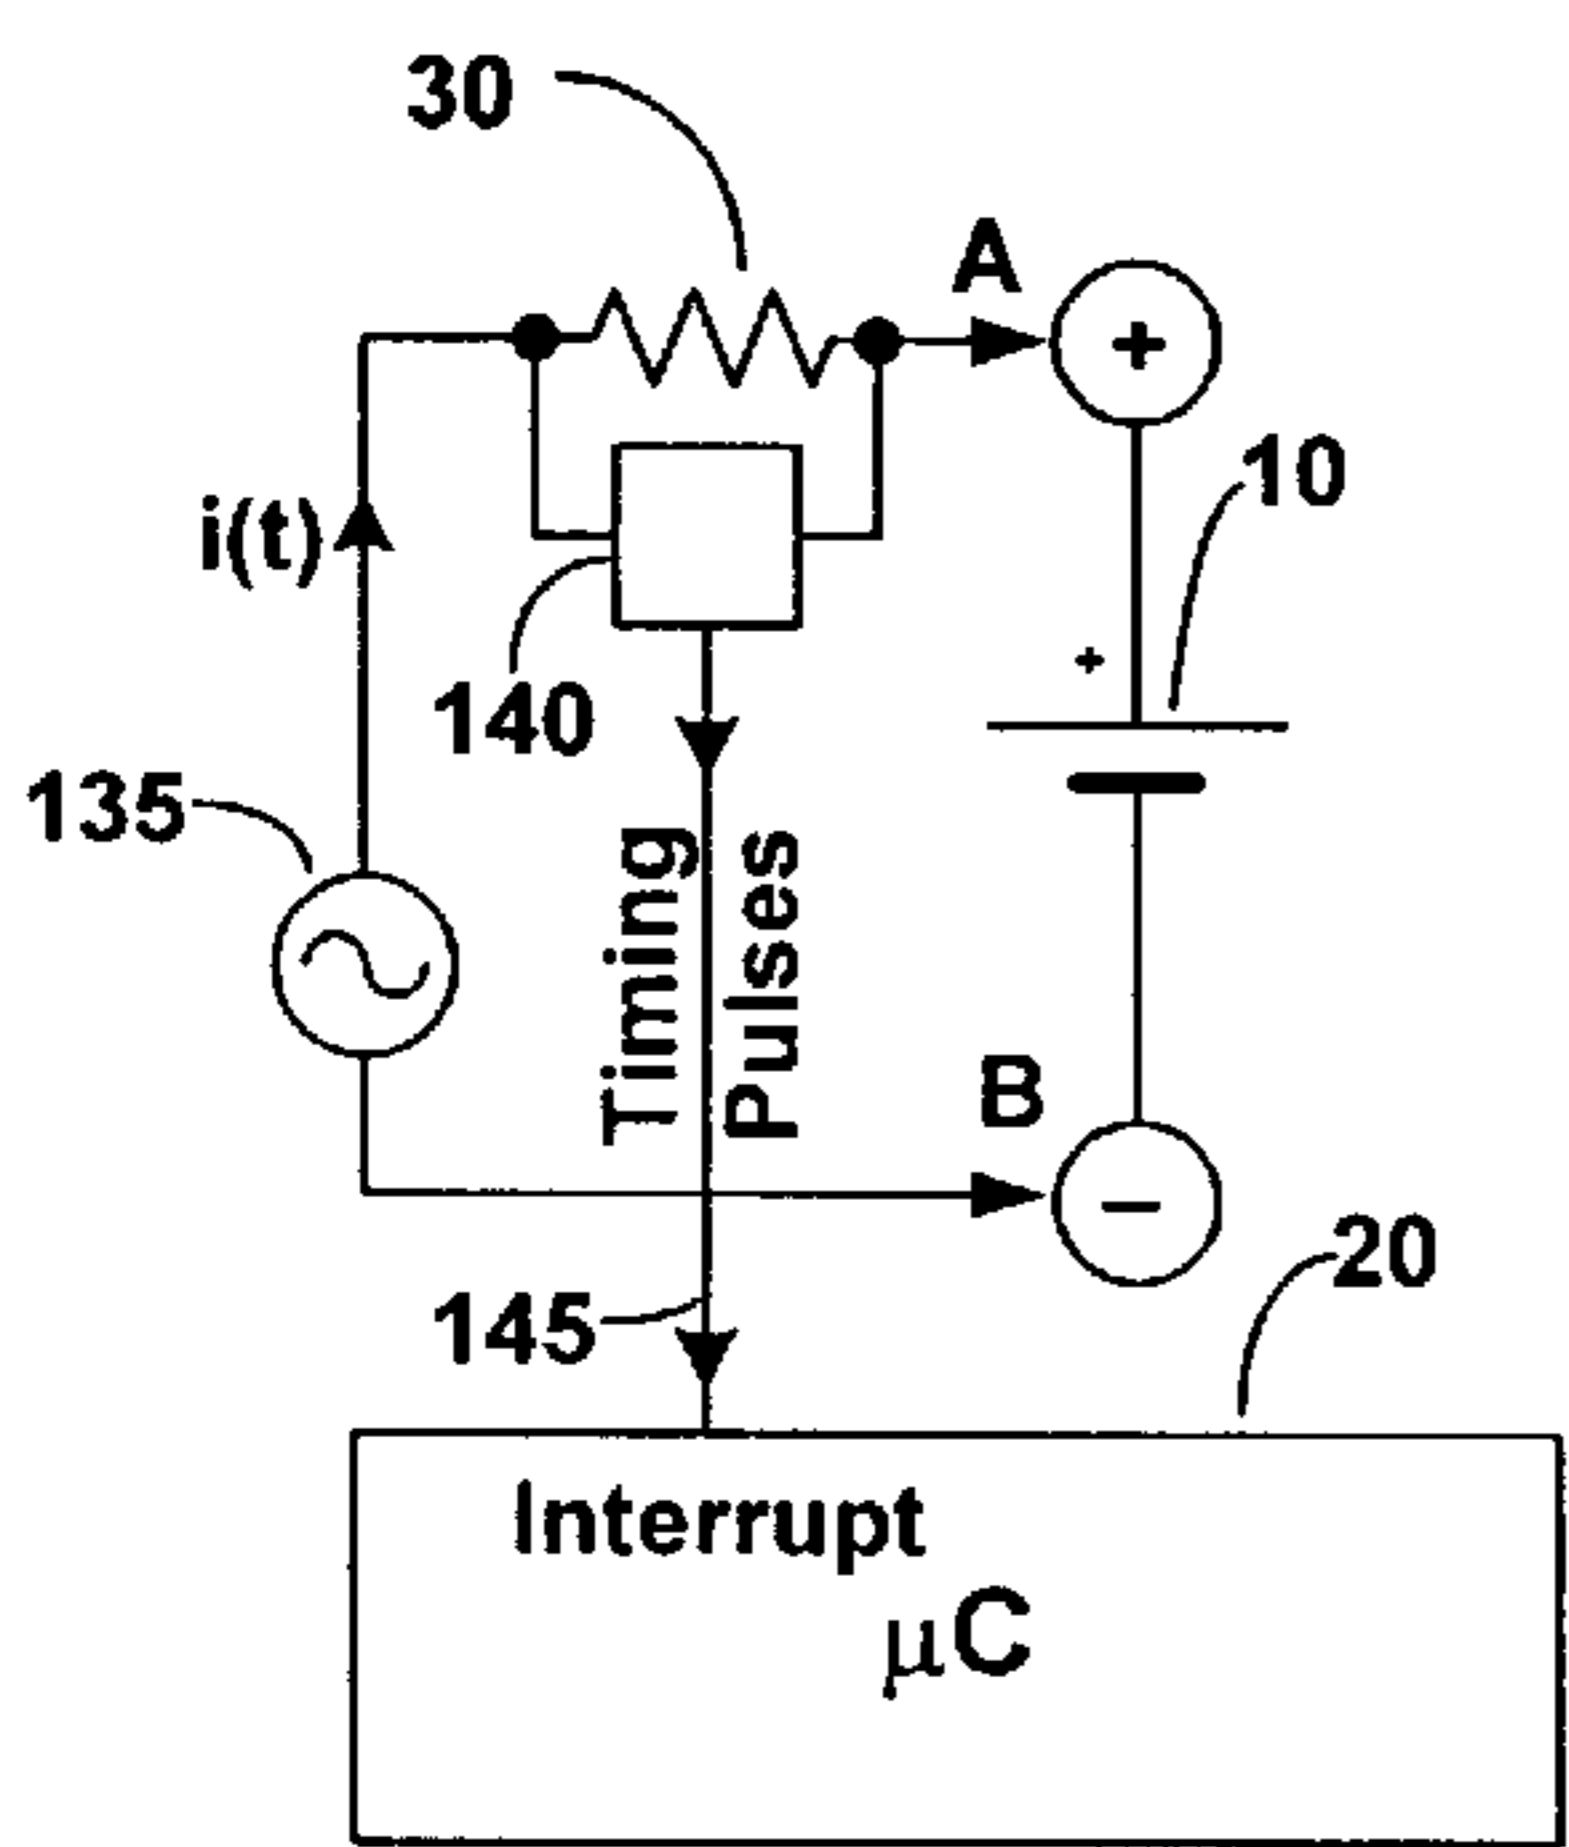 30
A
+
10
i(t)
+
140
135
Timing
Pulses
B
−
20
145
Interrupt
µC